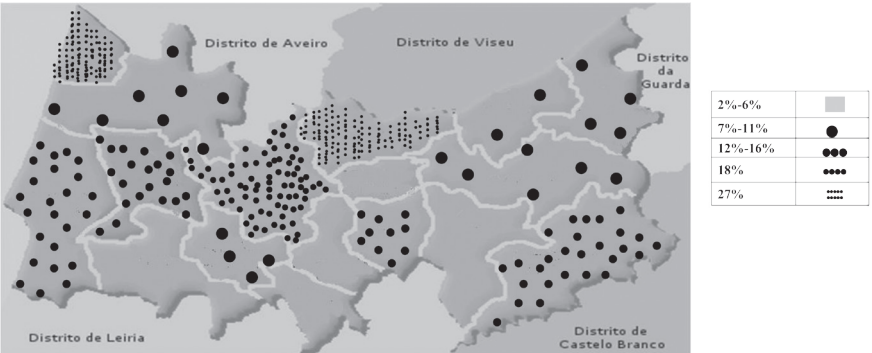 Distrito de Aveiro
Distrito de Viseu
Distrito
da
Guarda
Distrito de Leiria
Distrito de
Castelo Branco
2%-6%
7%-11%
12%-16%
18%
27%